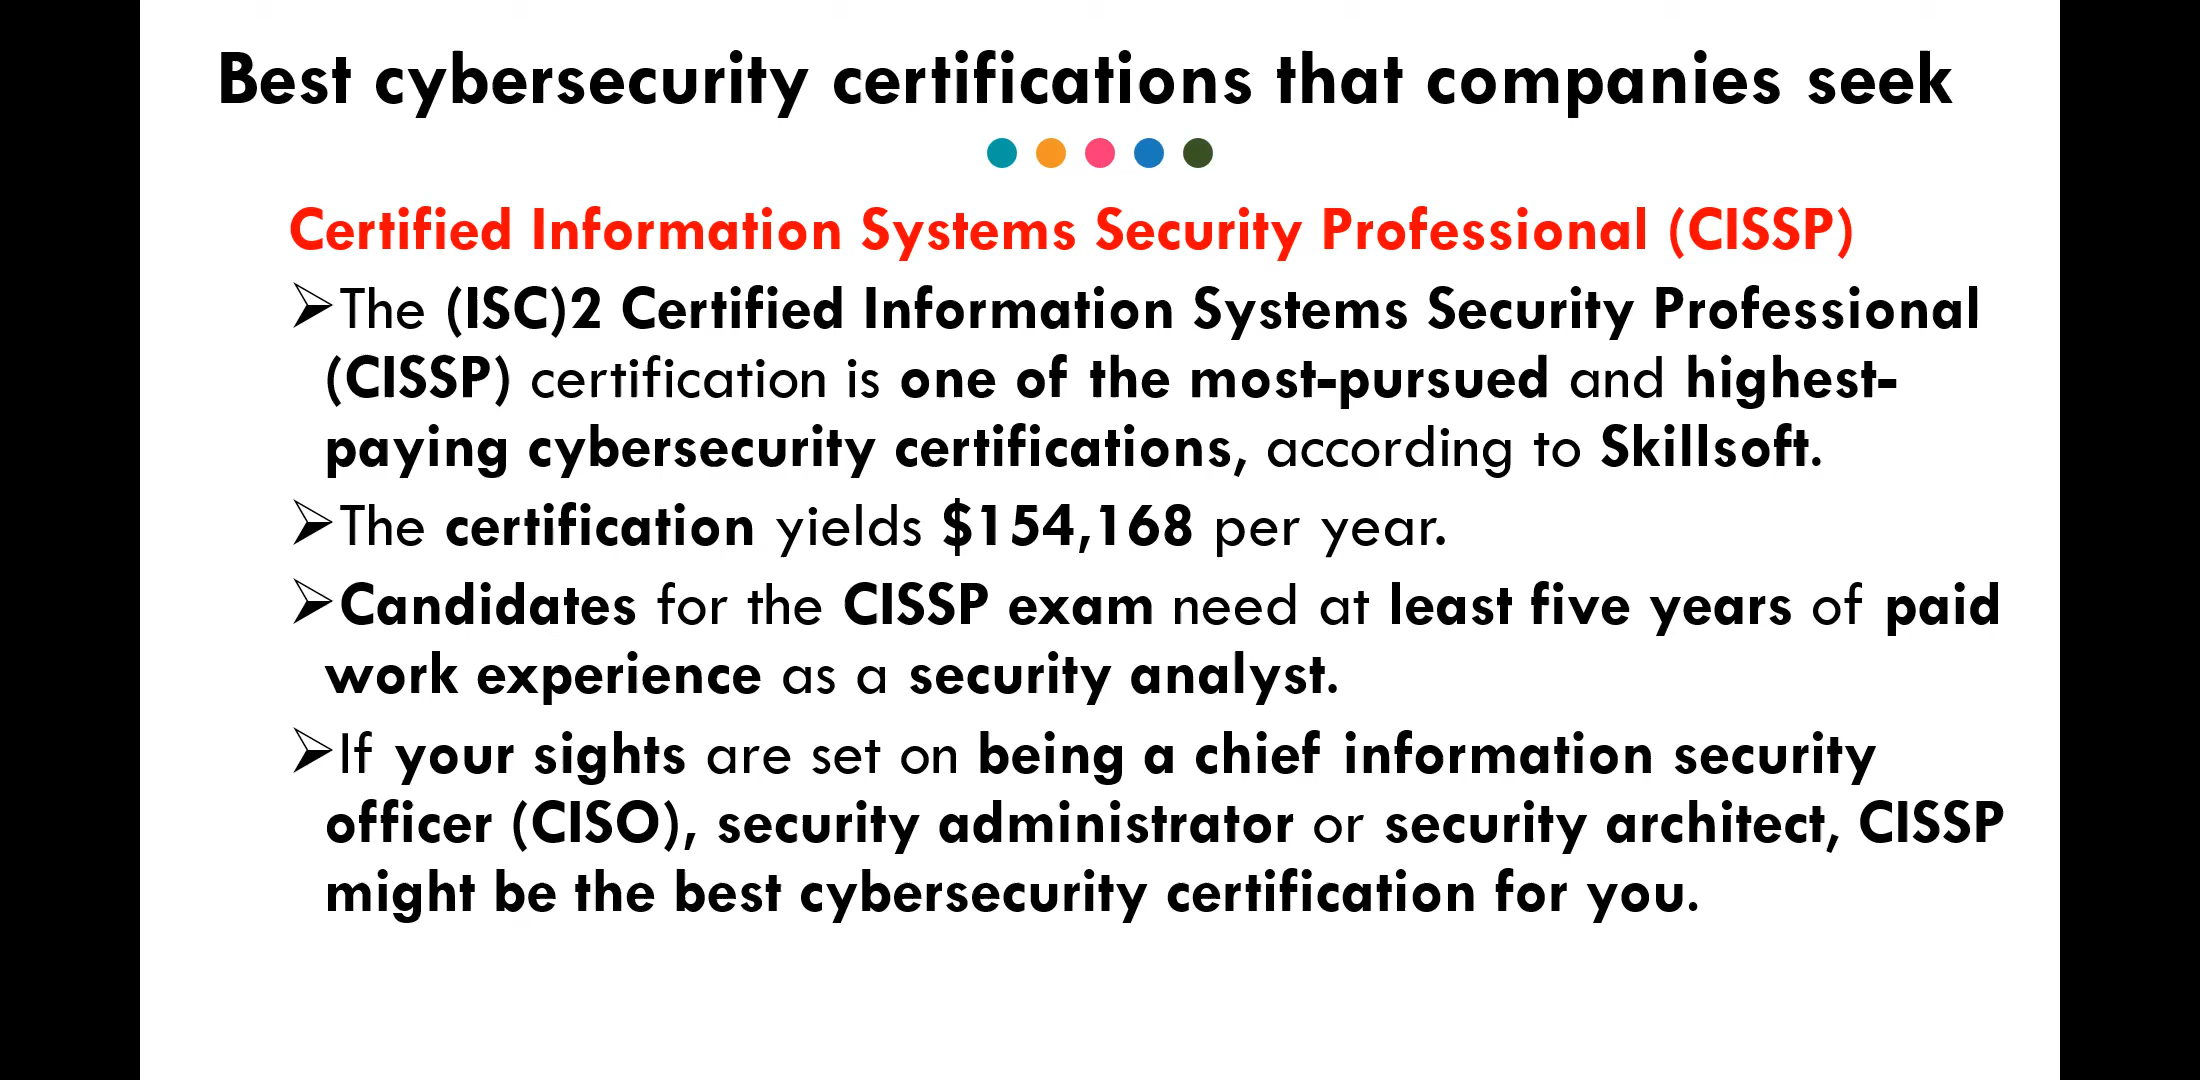 Best cybersecurity certifications that companies seek
Certified Information Systems Security Professional (CISSP)
➢The (ISC)2 Certified Information Systems Security Professional
(CISSP) certification is one of the most-pursued and highest-
paying cybersecurity certifications, according to Skillsoft.
➢The certification yields $154,168 per year.
➢Candidates for the CISSP exam need at least five years of paid
work experience as a security analyst.
➢If your sights are set on being a chief information security
officer (CISO), security administrator or security architect, CISSP
might be the best cybersecurity certification for you.